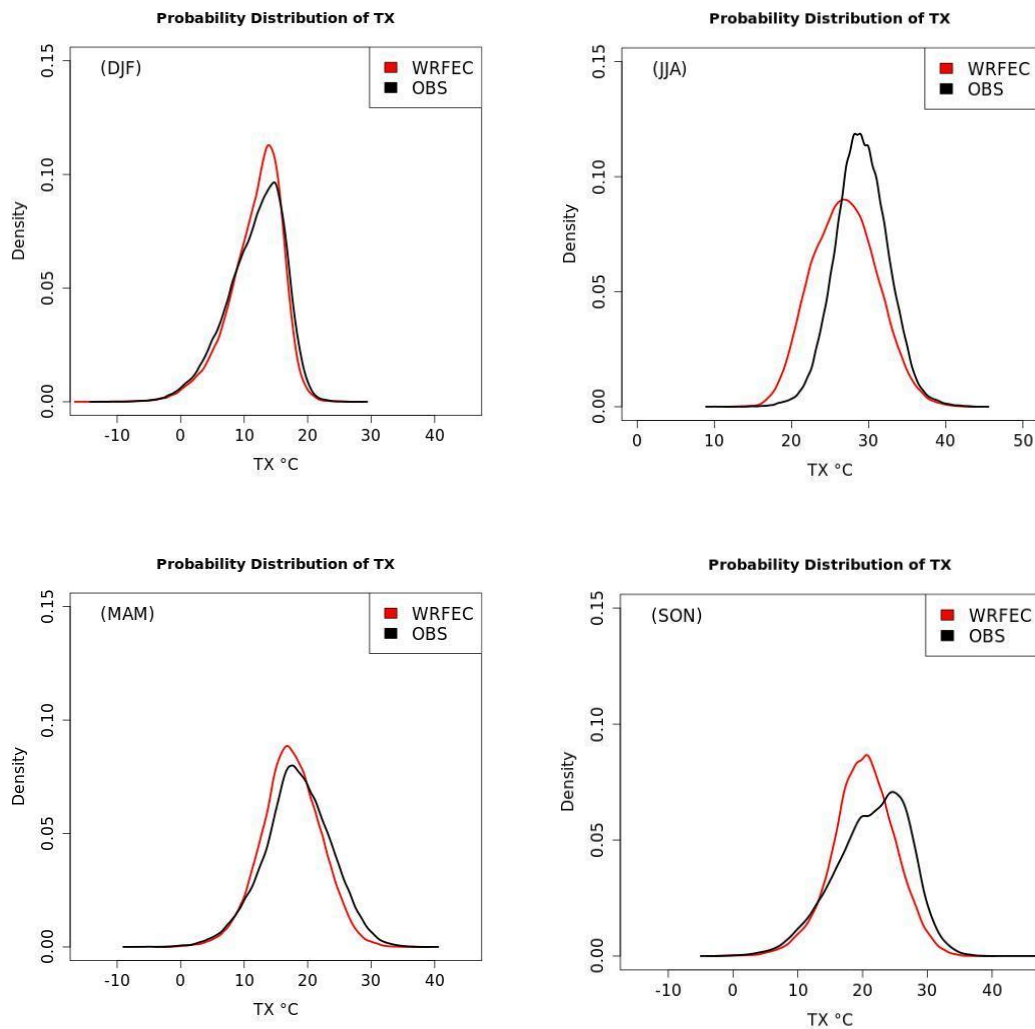 Probability Distribution of TX
(DJF)
WRFEC
OBS
Density
0.00
0.05
0.10
0.15
-10 0 10 20 30 40
TX °C
Probability Distribution of TX
(JJA)
WRFEC
OBS
Density
0.00
0.05
0.10
0.15
0 10 20 30 40 50
TX °C
Probability Distribution of TX
(MAM)
WRFEC
OBS
Density
0.00
0.05
0.10
0.15
-10 0 10 20 30 40
TX °C
Probability Distribution of TX
(SON)
WRFEC
OBS
Density
0.00
0.05
0.10
0.15
-10 0 10 20 30 40
TX °C